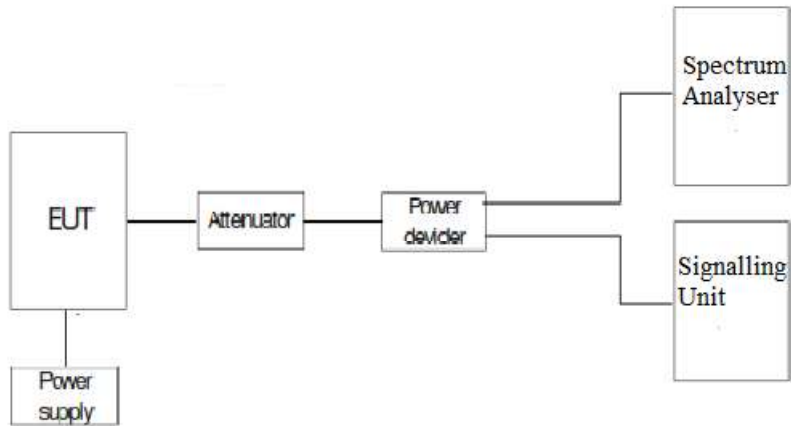 Spectrum
Analyser
EUT
Attenuator
Power
devider
Signalling
Unit
Power
supply